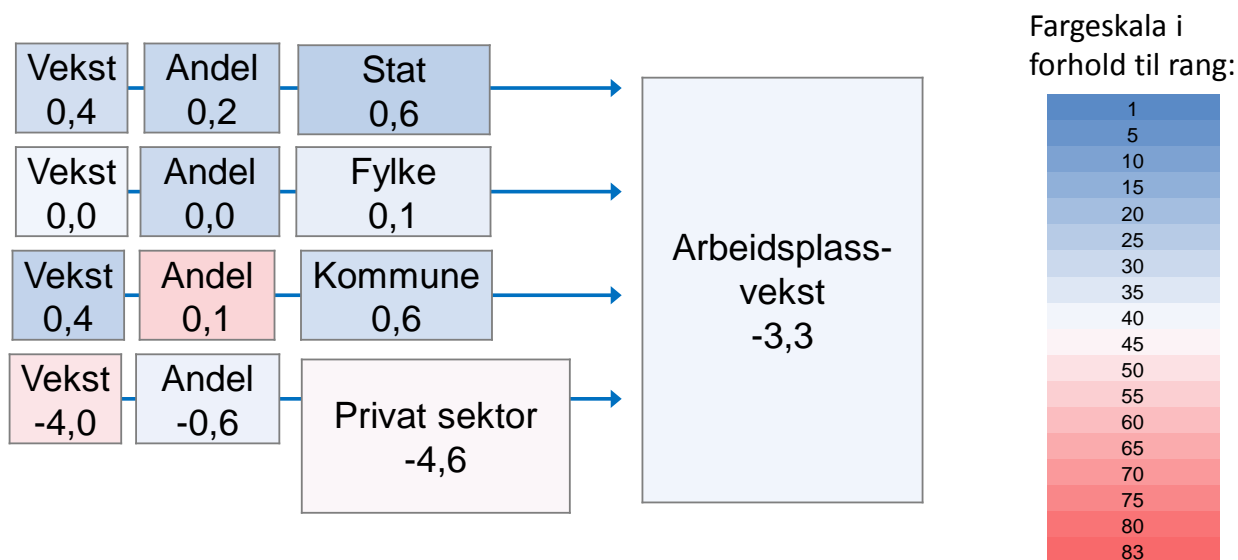 Vekst
0,4
Andel
0,2
Stat
0,6
Vekst
0,0
Andel
0,0
Fylke
0,1
Vekst
0,4
Andel
0,1
Kommune
0,6
Vekst
-4,0
Andel
-0,6
Privat sektor
-4,6
Arbeidsplass-
vekst
-3,3
Fargeskala i
forhold til rang:
1
5
10
15
20
25
30
35
40
45
50
55
60
65
70
75
80
83